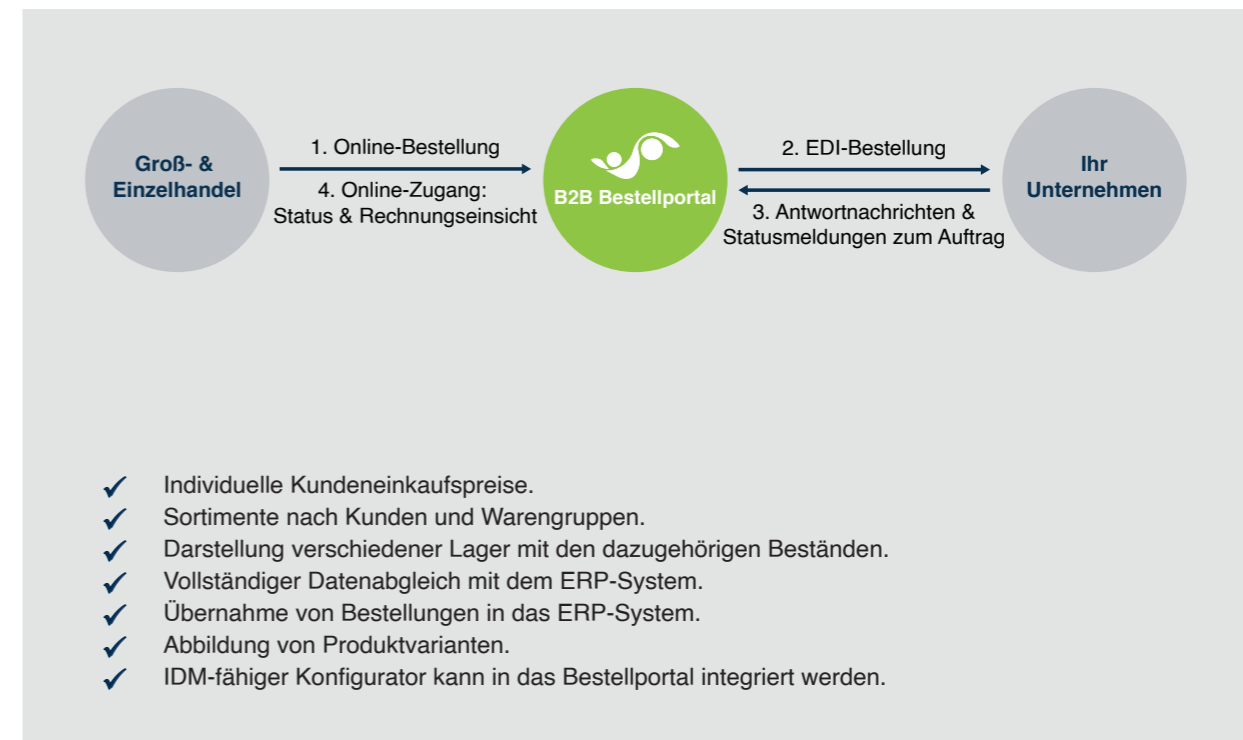 Groß- &
Einzelhandel
1. Online-Bestellung
4. Online-Zugang:
Status & Rechnungseinsicht
B2B Bestellportal
2. EDI-Bestellung
3. Antwortnachrichten &
Statusmeldungen zum Auftrag
Ihr
Unternehmen
Individuelle Kundeneinkaufspreise.
Sortimente nach Kunden und Warengruppen.
Darstellung verschiedener Lager mit den dazugehörigen Beständen.
Vollständiger Datenabgleich mit dem ERP-System.
Übernahme von Bestellungen in das ERP-System.
Abbildung von Produktvarianten.
IDM-fähiger Konfigurator kann in das Bestellportal integriert werden.